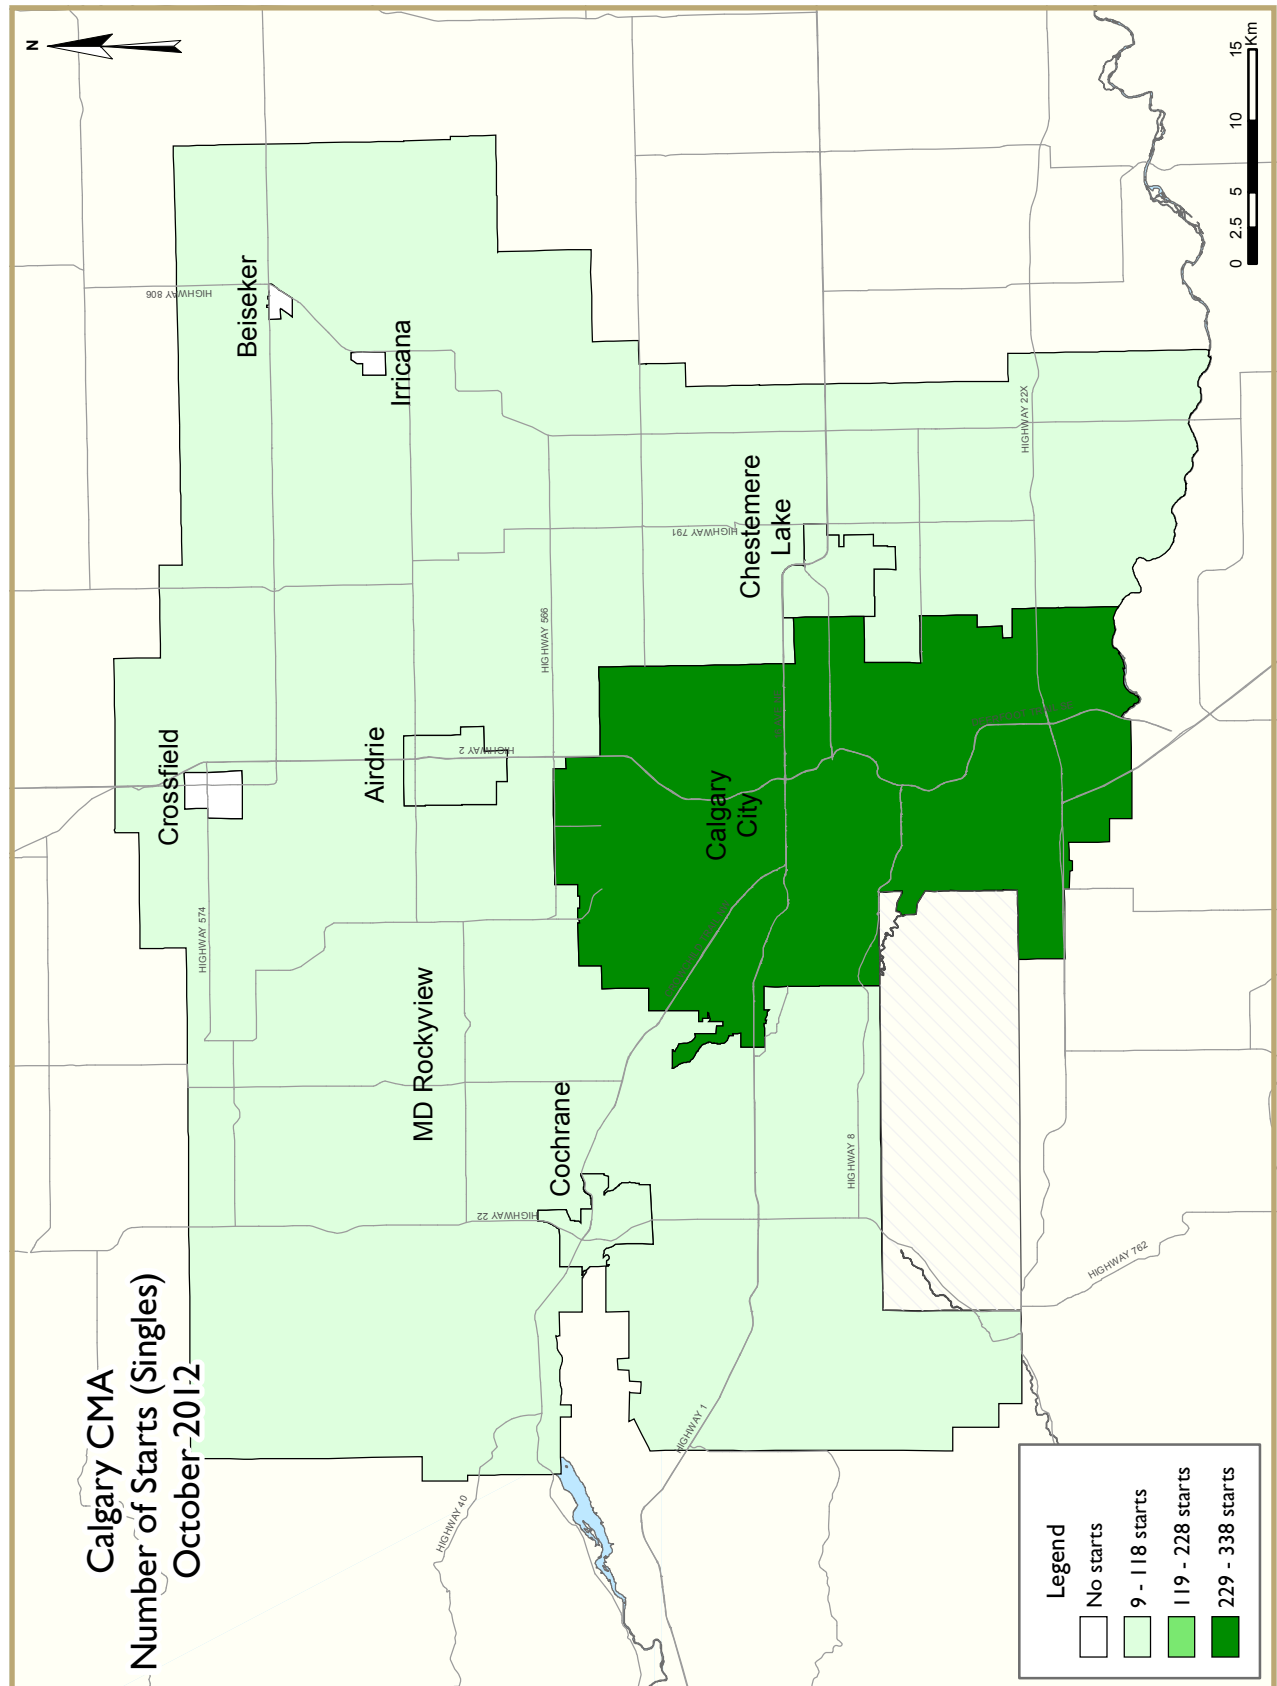 Calgary CMA
Number of Starts (Singles)
October 2012
N
HIGHWAY 806
Beiseker
Irricana
Crossfield
HIGHWAY 574
Airdrie
HIGHWAY 2
HIGHWAY 566
HIGHWAY 791
Chestemere
Lake
MD Rockyview
Cochrane
HIGHWAY 22
Calgary
City
HIGHWAY 22X
HIGHWAY 8
HIGHWAY 1
HIGHWAY 40
HIGHWAY 762
Legend
No starts
9 - 118 starts
119 - 228 starts
229 - 338 starts
0 2.5 5 10 15
Km